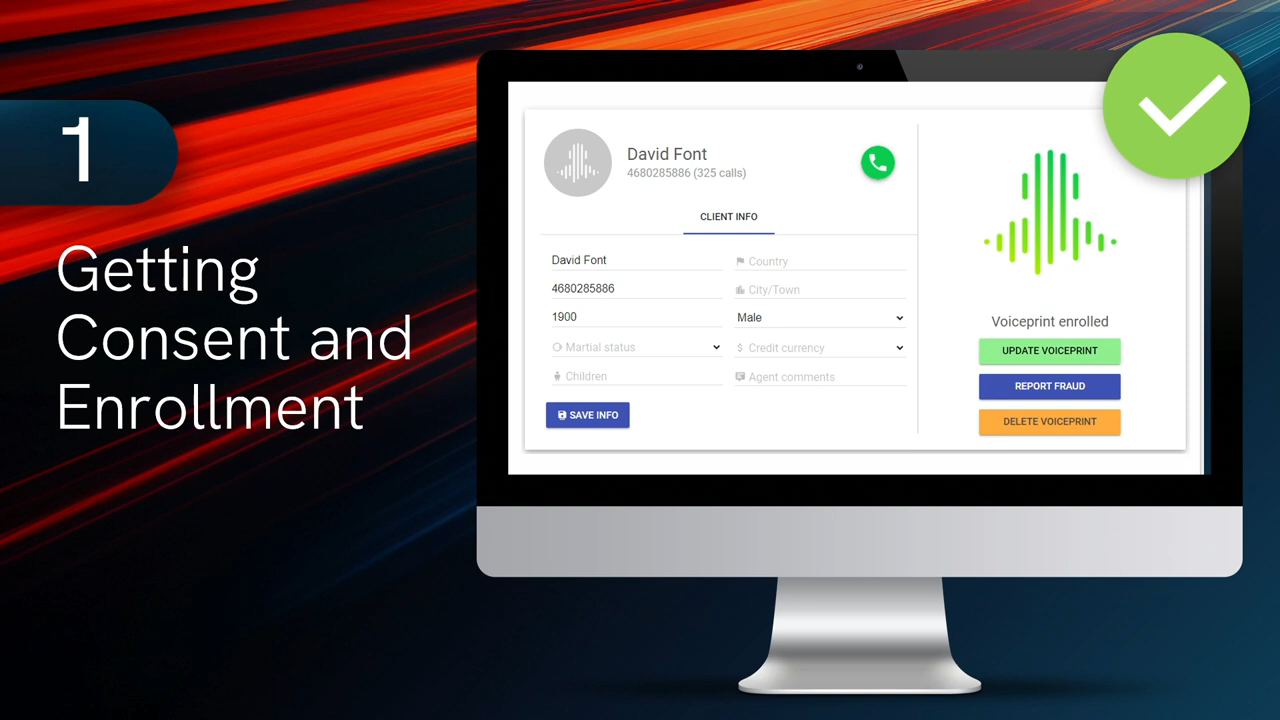 1
Getting
Consent and
Enrollment
David Font
4680285886 (325 calls)
CLIENT INFO
David Font
Country
4680285886
City/Town
1900
Male
Martial status
Credit currency
Children
Agent comments
SAVE INFO
Voiceprint enrolled
UPDATE VOICEPRINT
REPORT FRAUD
DELETE VOICEPRINT